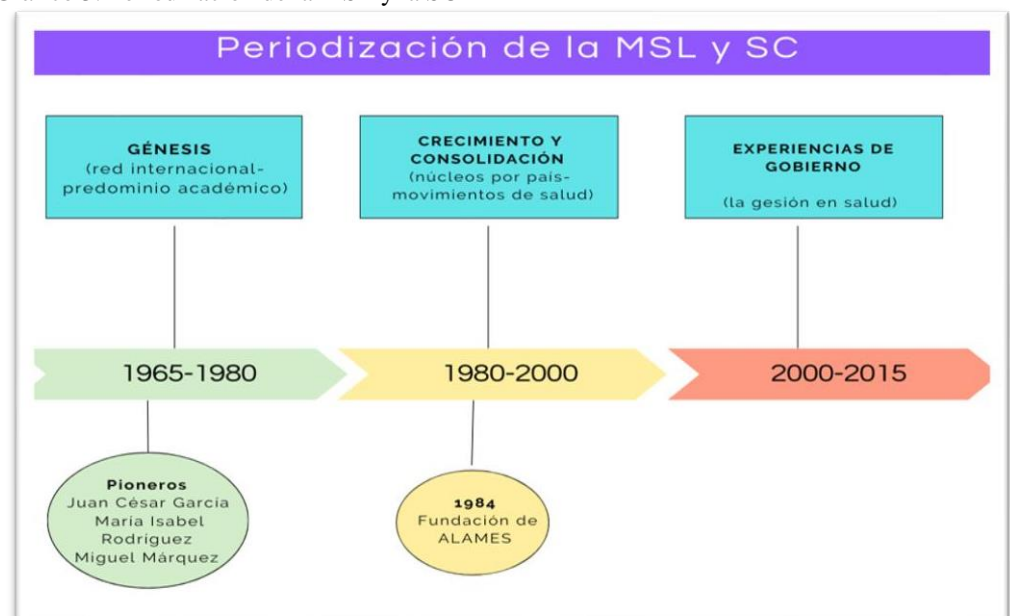 Periodización de la MSL y SC
GÉNESIS
(red internacional-
predominio académico)
CRECIMIENTO Y
CONSOLIDACIÓN
(núcleos por país-
movimientos de salud)
EXPERIENCIAS DE
GOBIERNO
(la gestión en salud)
1965-1980
1980-2000
2000-2015
Pioneros
Juan César García
María Isabel
Rodríguez
Miguel Márquez
1984
Fundación de
ALAMES